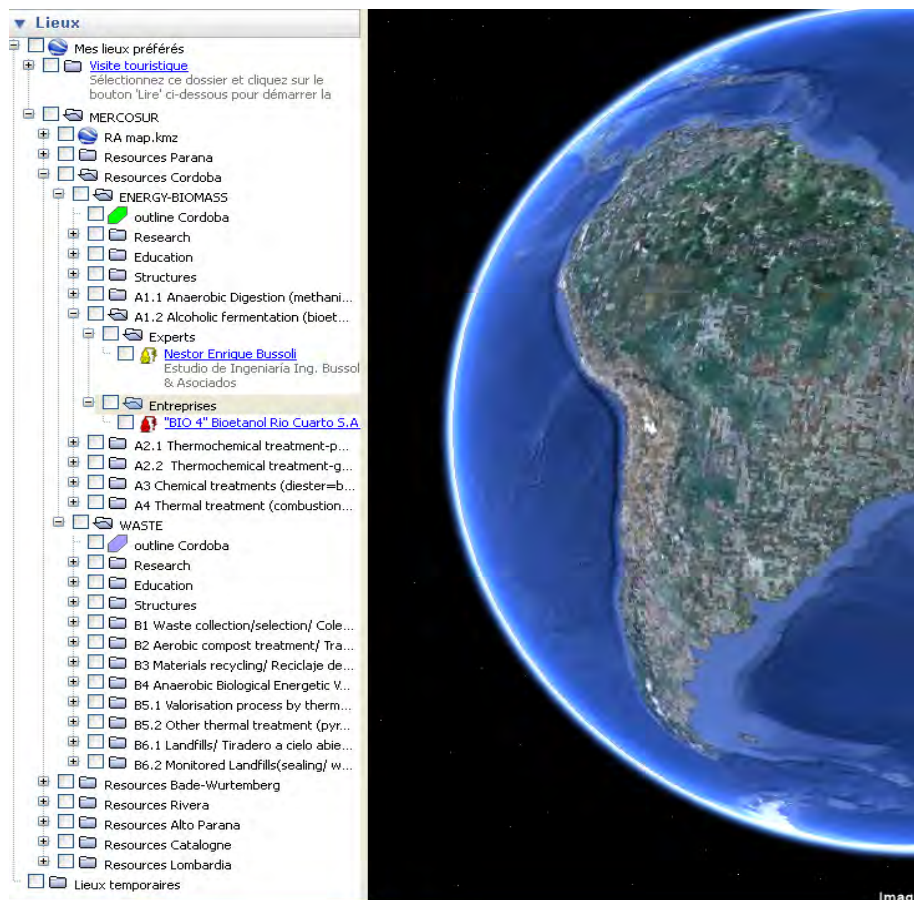 Lieux
Mes lieux préférés
Visite touristique
Sélectionnez ce dossier et cliquez sur le
bouton 'Lire' ci-dessous pour démarrer la
MERCOSUR
RA map.kmz
Resources Parana
Resources Cordoba
ENERGY-BIOMASS
outline Cordoba
Research
Education
Structures
A1.1 Anaerobic Digestion (methani...
A1.2 Alcoholic fermentation (bioet...
Experts
Nestor Enrique Bussoli
Estudio de Ingeniaría Ing. Bussol
& Asociados
Entreprises
"BIO 4" Bioetanol Rio Cuarto S.A
A2.1 Thermochemical treatment-p...
A2.2 Thermochemical treatment-g...
A3 Chemical treatments (diester=b...
A4 Thermal treatment (combustion...
WASTE
outline Cordoba
Research
Education
Structures
B1 Waste collection/selection/ Cole...
B2 Aerobic compost treatment/ Tra...
B3 Materials recycling/ Reciclaje de...
B4 Anaerobic Biological Energetic V...
B5.1 Valorisation process by therm...
B5.2 Other thermal treatment (pyr...
B6.1 Landfills/ Tiradero a cielo abie...
B6.2 Monitored Landfills(sealing/ w...
Resources Bade-Wurtemberg
Resources Rivera
Resources Alto Parana
Resources Catalogne
Resources Lombardia
Lieux temporaires
Imag